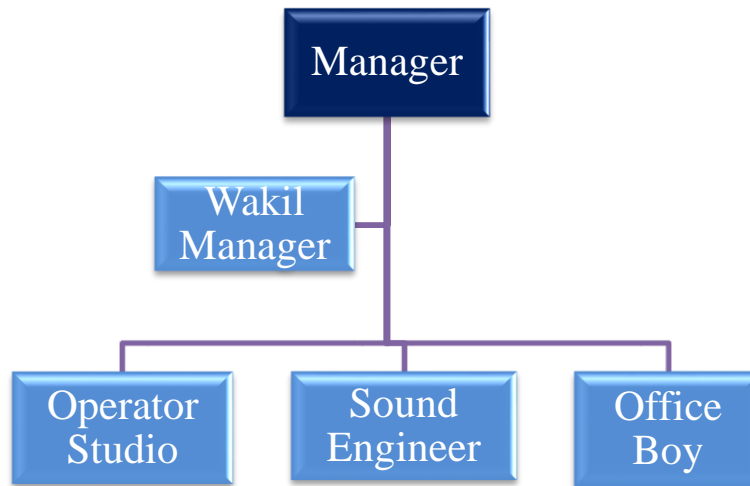 Manager
Wakil
Manager
Operator
Studio
Sound
Engineer
Office
Boy